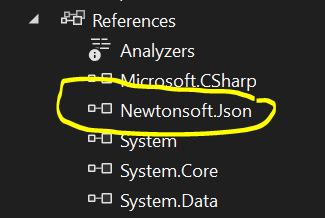 References
Analyzers
Microsoft.CSharp
Newtonsoft.Json
System
System.Core
System.Data